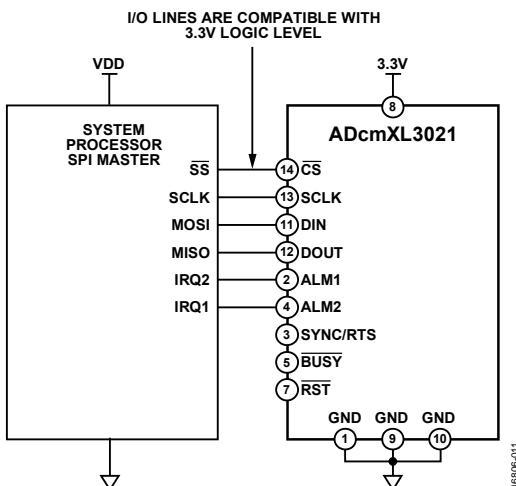 I/O LINES ARE COMPATIBLE WITH
3.3V LOGIC LEVEL
VDD
3.3V
8
SYSTEM
PROCESSOR
SPI MASTER
ADcmXL3021
SS 14 CS
SCLK 13 SCLK
MOSI 11 DIN
MISO 12 DOUT
IRQ2 2 ALM1
IRQ1 4 ALM2
3 SYNC/RTS
5 BUSY
7 RST
GND GND GND
1 9 10